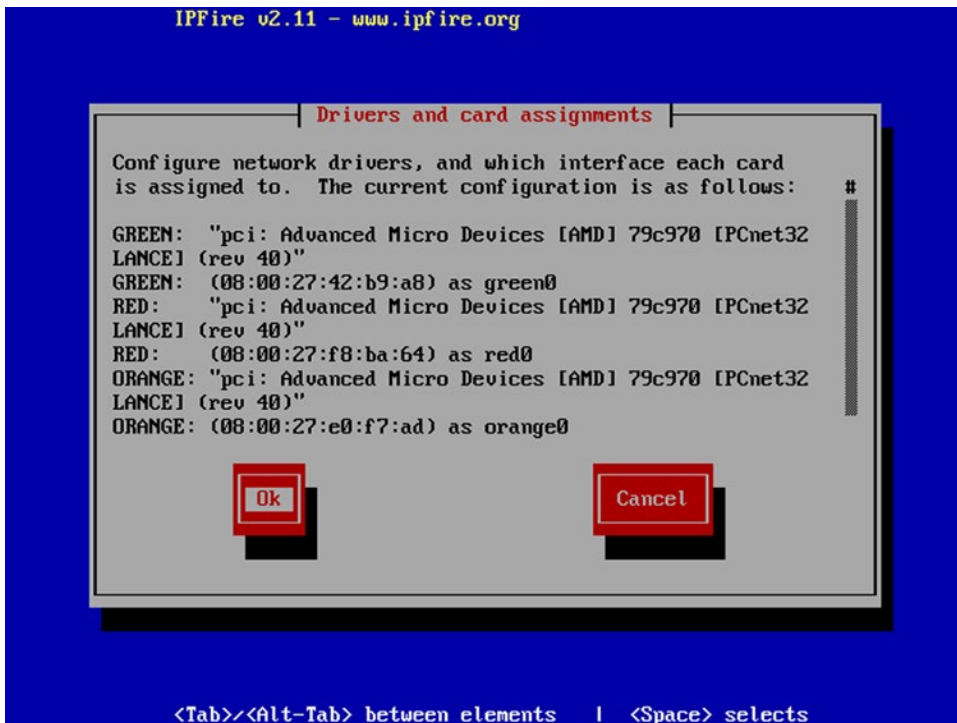 IPFire v2.11 - www.ipfire.org
Drivers and card assignments
Configure network drivers, and which interface each card
is assigned to.  The current configuration is as follows:
#
GREEN:  "pci: Advanced Micro Devices [AMD] 79c970 [PCnet32
LANCE] (rev 40)"
GREEN:  (08:00:27:42:b9:a8) as green0
RED:    "pci: Advanced Micro Devices [AMD] 79c970 [PCnet32
LANCE] (rev 40)"
RED:    (08:00:27:f8:ba:64) as red0
ORANGE: "pci: Advanced Micro Devices [AMD] 79c970 [PCnet32
LANCE] (rev 40)"
ORANGE: (08:00:27:e0:f7:ad) as orange0
Ok
Cancel
<Tab>/<Alt-Tab> between elements   |  <Space> selects